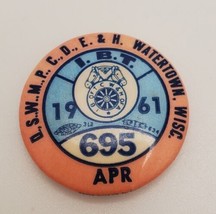 D., S., W., M., P., C., D., E. & H. WATERTOWN, WISC.
I. B. T.
19 61
695
APR